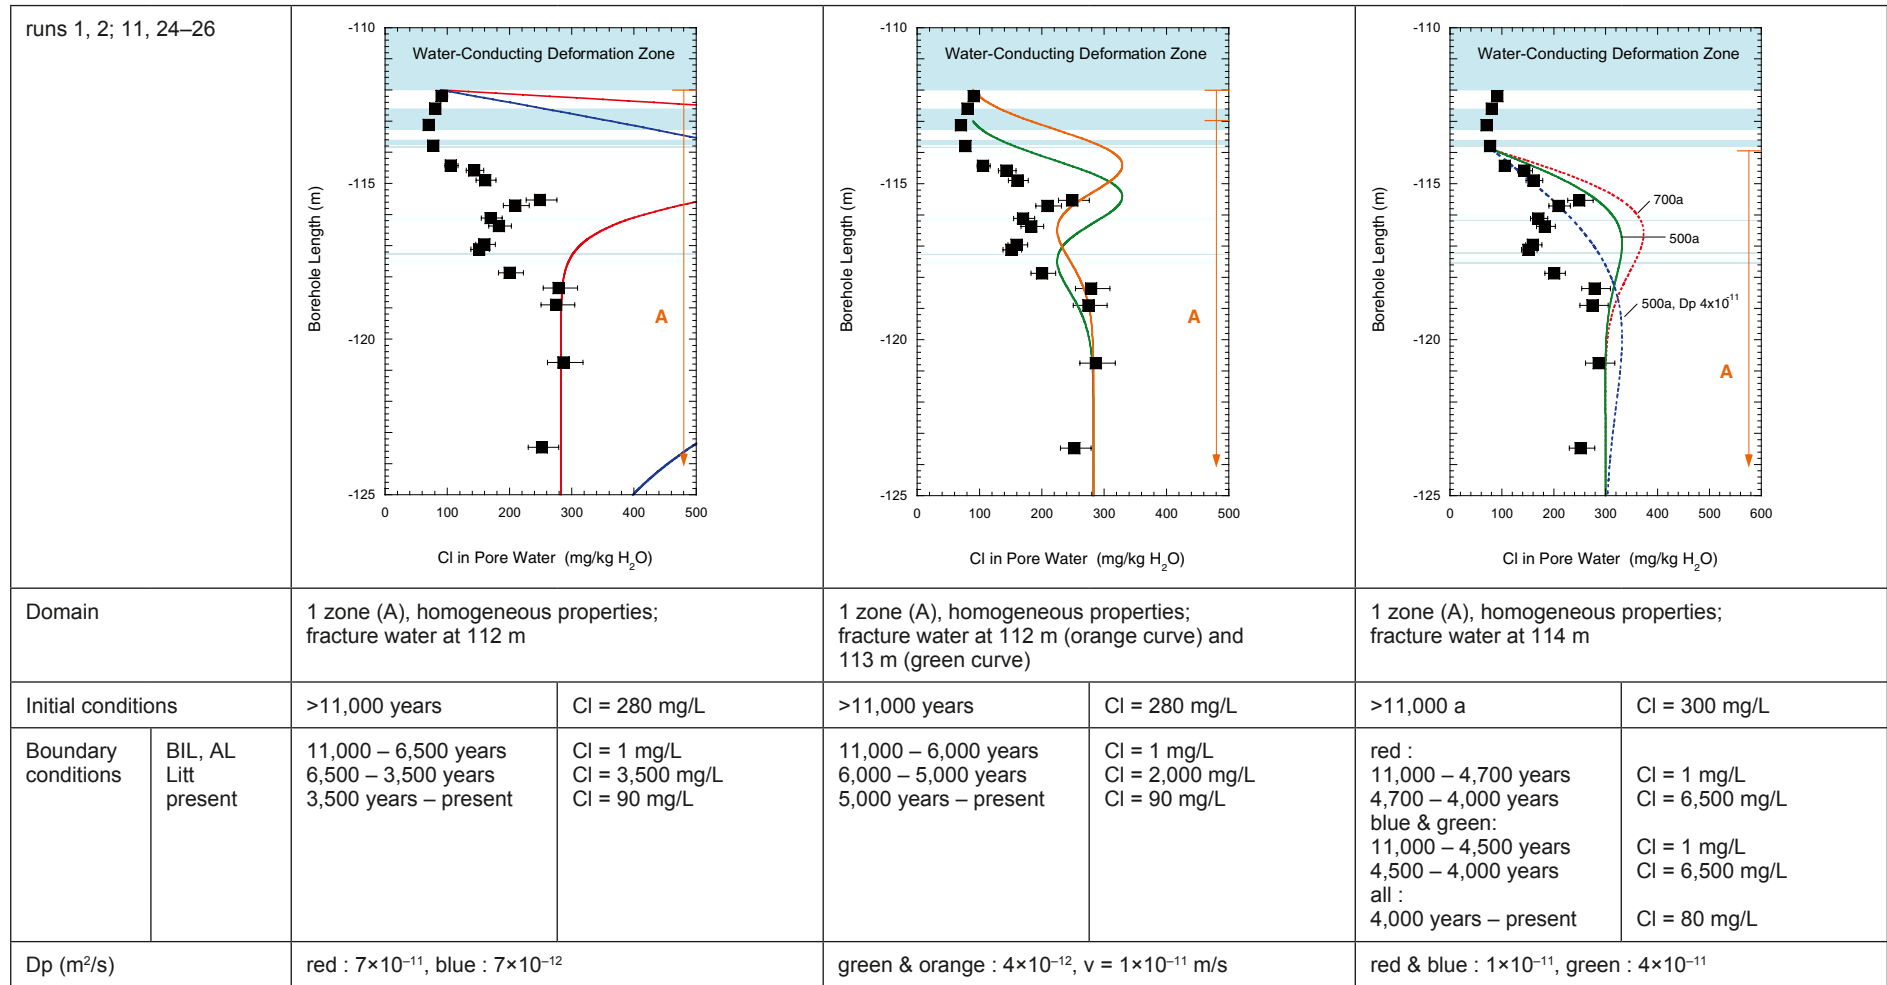 runs 1, 2; 11, 24–26
-110
-115
-120
-125
Borehole Length (m)
Water-Conducting Deformation Zone
A
0 100 200 300 400 500
Cl in Pore Water (mg/kg H2O)
-110
-115
-120
-125
Borehole Length (m)
Water-Conducting Deformation Zone
A
0 100 200 300 400 500
Cl in Pore Water (mg/kg H2O)
-110
-115
-120
-125
Borehole Length (m)
Water-Conducting Deformation Zone
700a
500a
500a, Dp 4x10-11
A
0 100 200 300 400 500 600
Cl in Pore Water (mg/kg H2O)
Domain
1 zone (A), homogeneous properties;
fracture water at 112 m
1 zone (A), homogeneous properties;
fracture water at 112 m (orange curve) and
113 m (green curve)
1 zone (A), homogeneous properties;
fracture water at 114 m
Initial conditions
>11,000 years
Cl = 280 mg/L
>11,000 years
Cl = 280 mg/L
>11,000 a
Cl = 300 mg/L
Boundary
conditions
BIL, AL
Litt
present
11,000 – 6,500 years
6,500 – 3,500 years
3,500 years – present
Cl = 1 mg/L
Cl = 3,500 mg/L
Cl = 90 mg/L
11,000 – 6,000 years
6,000 – 5,000 years
5,000 years – present
Cl = 1 mg/L
Cl = 2,000 mg/L
Cl = 90 mg/L
red :
11,000 – 4,700 years
4,700 – 4,000 years
blue & green:
11,000 – 4,500 years
4,500 – 4,000 years
all :
4,000 years – present
Cl = 1 mg/L
Cl = 6,500 mg/L
Cl = 1 mg/L
Cl = 6,500 mg/L
Cl = 80 mg/L
Dp (m²/s)
red : 7×10⁻¹¹, blue : 7×10⁻¹²
green & orange : 4×10⁻¹², v = 1×10⁻¹¹ m/s
red & blue : 1×10⁻¹¹, green : 4×10⁻¹¹